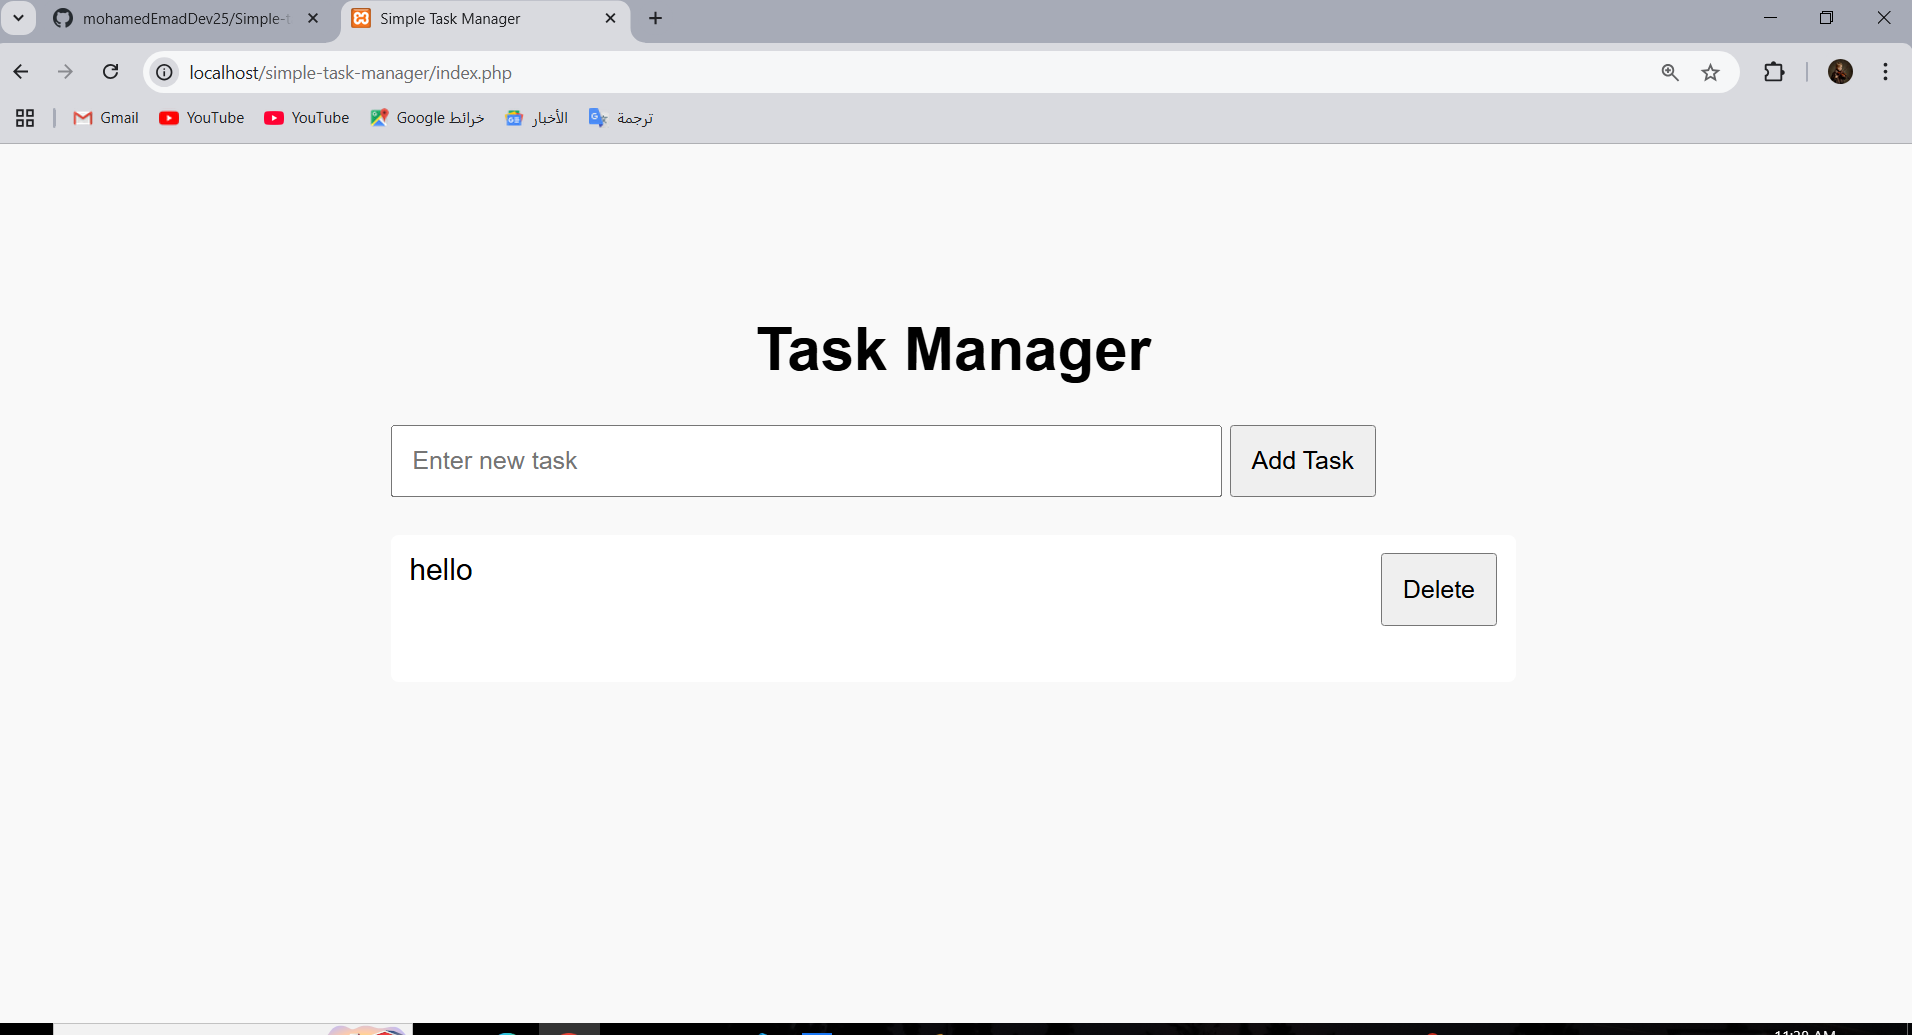 mohamedEmadDev25/Simple-t
Simple Task Manager
localhost/simple-task-manager/index.php
Gmail
YouTube
YouTube
خرائط Google
الأخبار
ترجمة
Task Manager
Enter new task
Add Task
hello
Delete